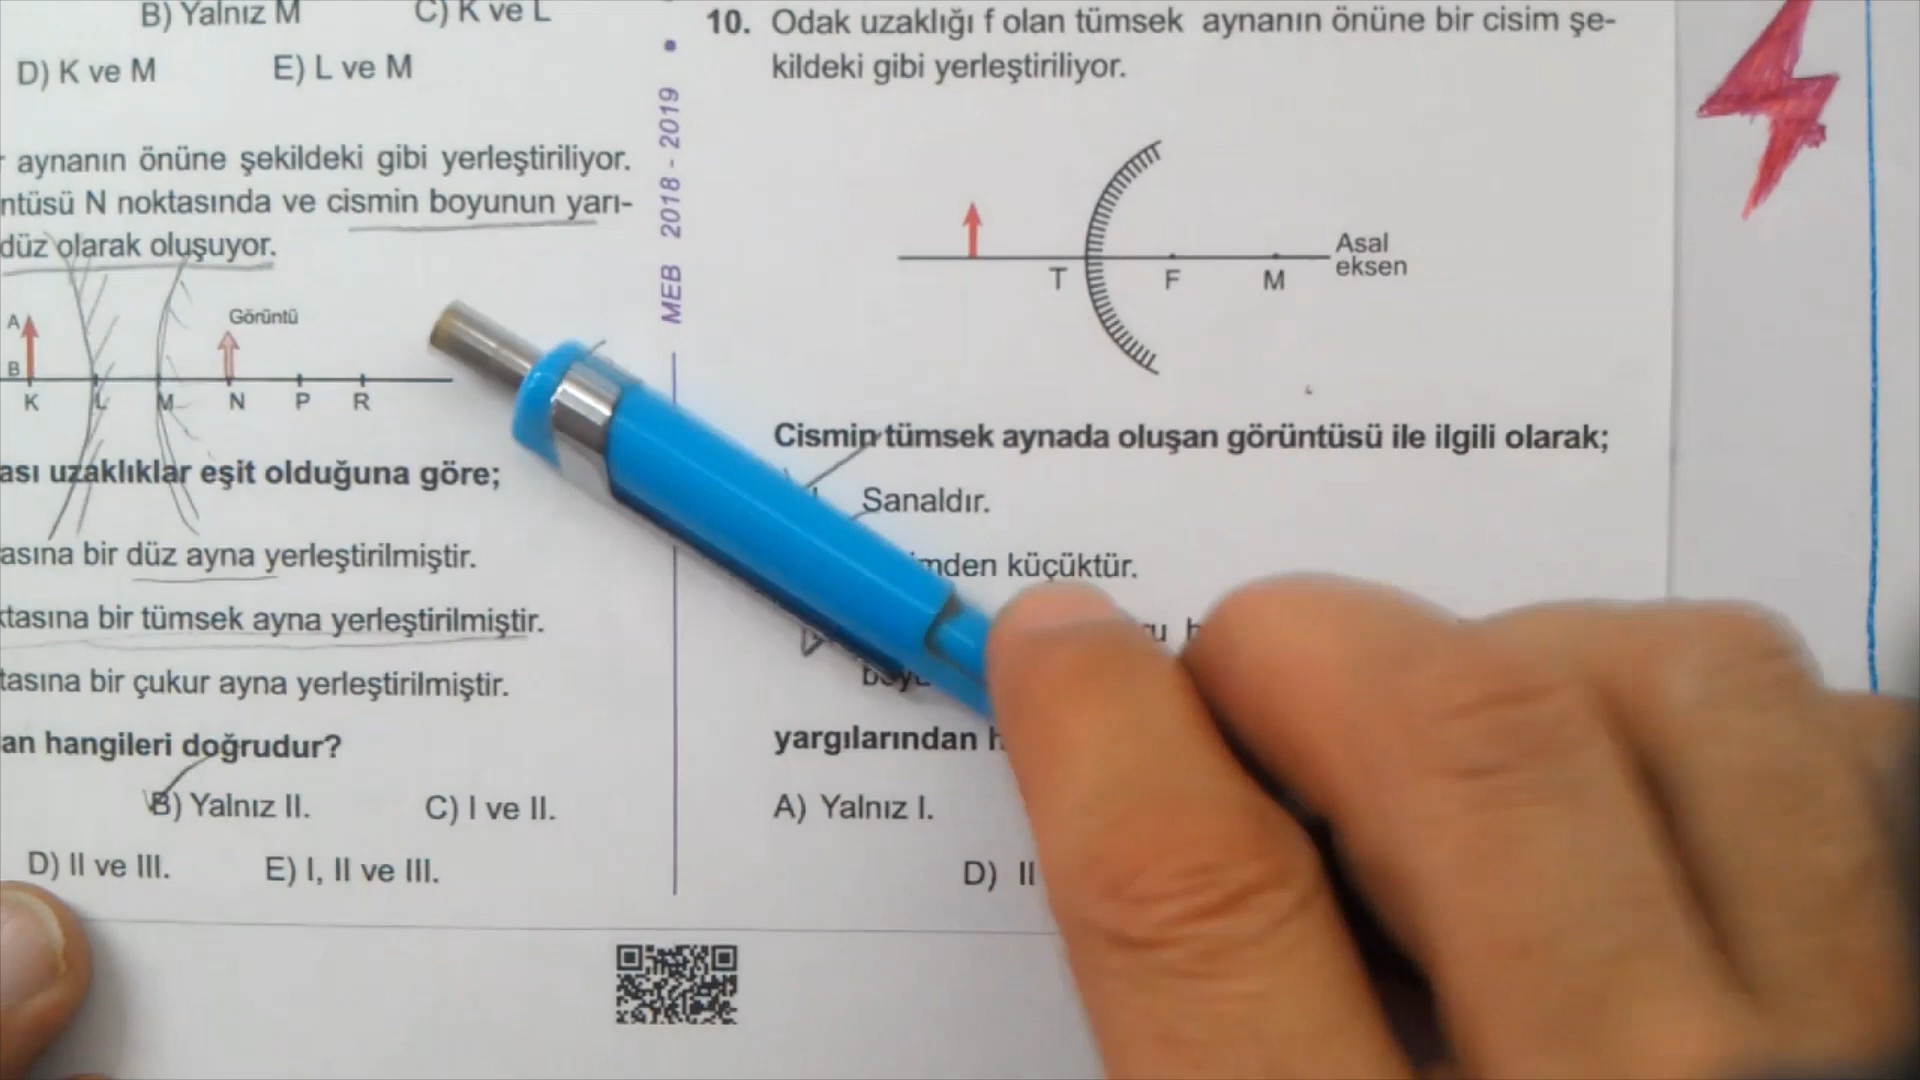 B) Yalnız M C) K ve L
D) K ve M E) L ve M
aynanın önüne şekildeki gibi yerleştiriliyor.
ntüsü N noktasında ve cismin boyunun yarı-
düz olarak oluşuyor.
A
B
Görüntü
K L M N P R
ası uzaklıklar eşit olduğuna göre;
asına bir düz ayna yerleştirilmiştir.
ktasına bir tümsek ayna yerleştirilmiştir.
tasına bir çukur ayna yerleştirilmiştir.
an hangileri doğrudur?
B) Yalnız II. C) I ve II.
D) II ve III. E) I, II ve III.
MEB 2018 - 2019 •
10. Odak uzaklığı f olan tümsek aynanın önüne bir cisim şe-
kildeki gibi yerleştiriliyor.
T F M
Asal
eksen
Cismin tümsek aynada oluşan görüntüsü ile ilgili olarak;
Sanaldır.
mden küçüktür.
yargılarından
A) Yalnız I.
D) II